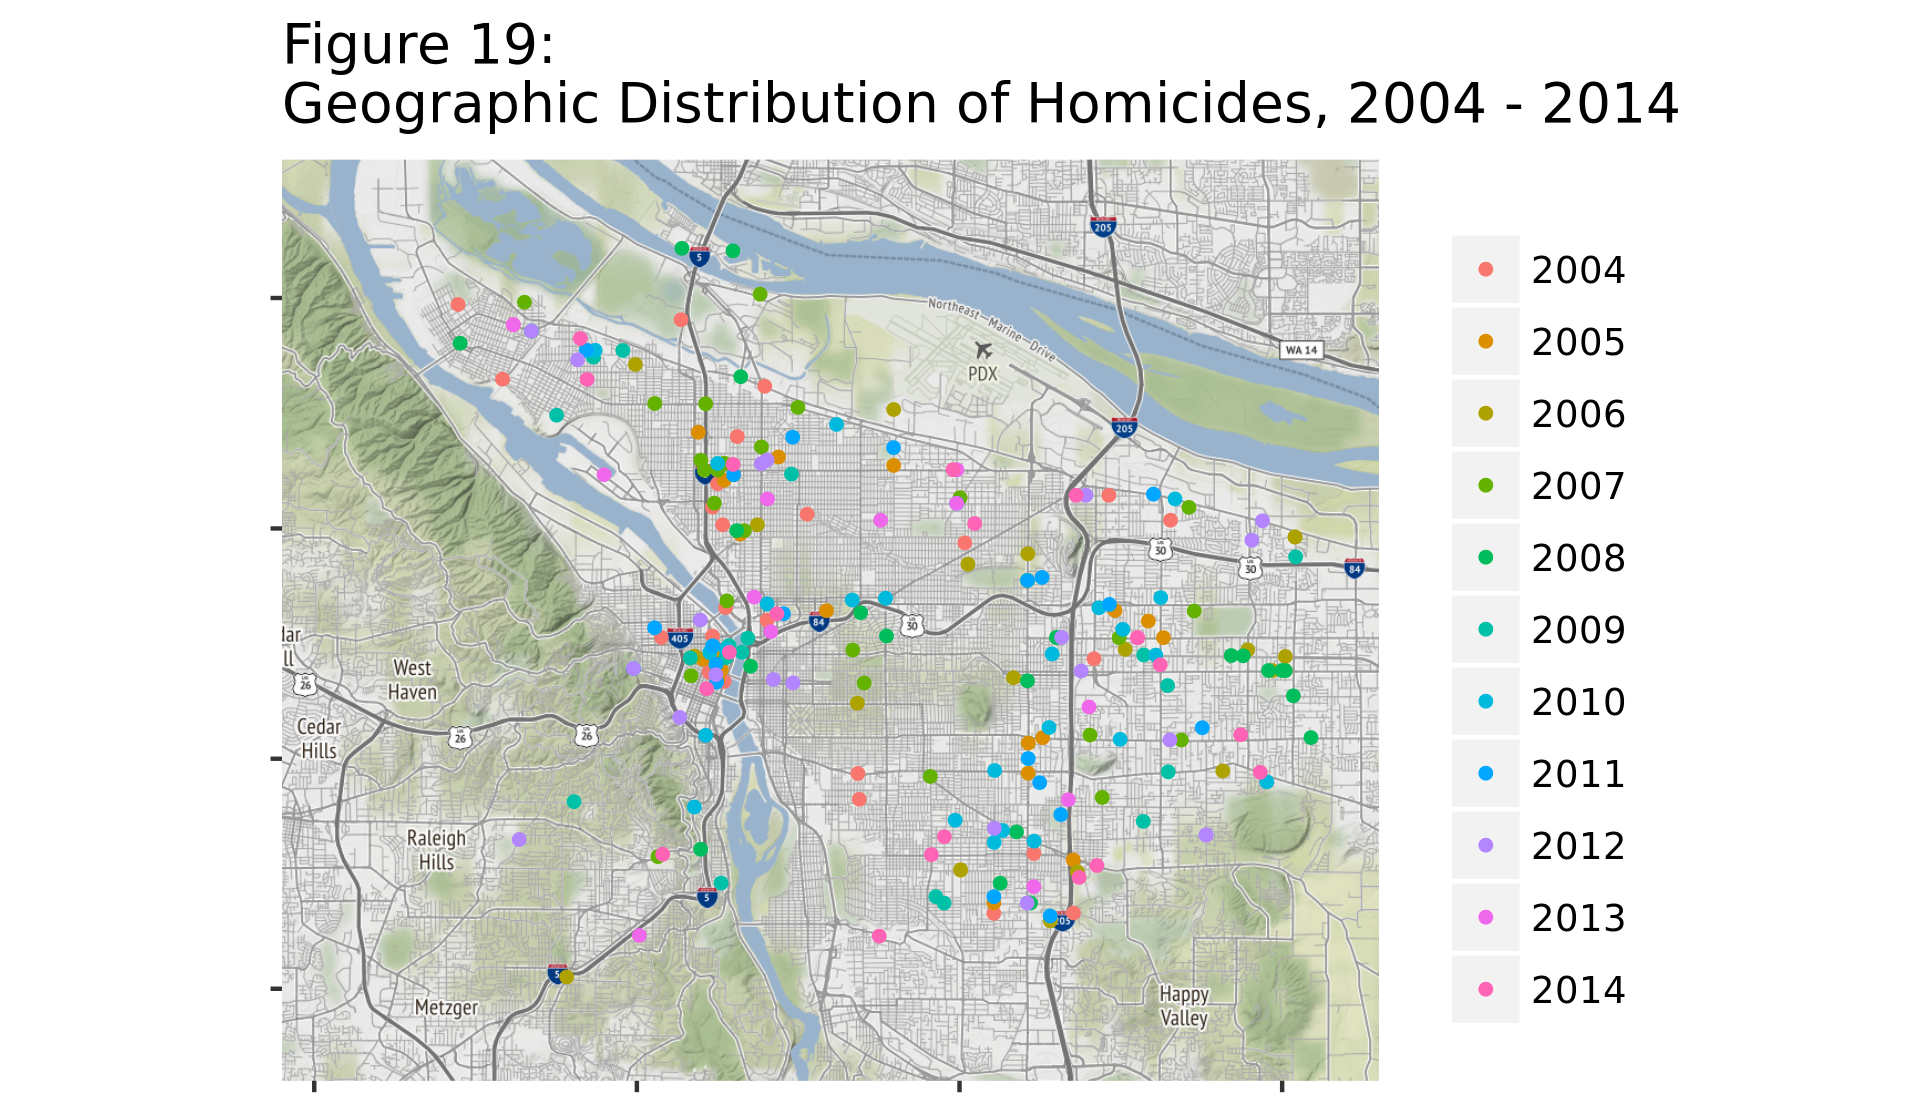 Figure 19:
Geographic Distribution of Homicides, 2004 - 2014
205
5
Northeast Marine Drive
WA 14
PDX
205
30
30
84
84
30
405
dar
ll
West
Haven
26
Cedar
Hills
26
26
Raleigh
Hills
5
205
5
Metzger
Happy
Valley
2004
2005
2006
2007
2008
2009
2010
2011
2012
2013
2014